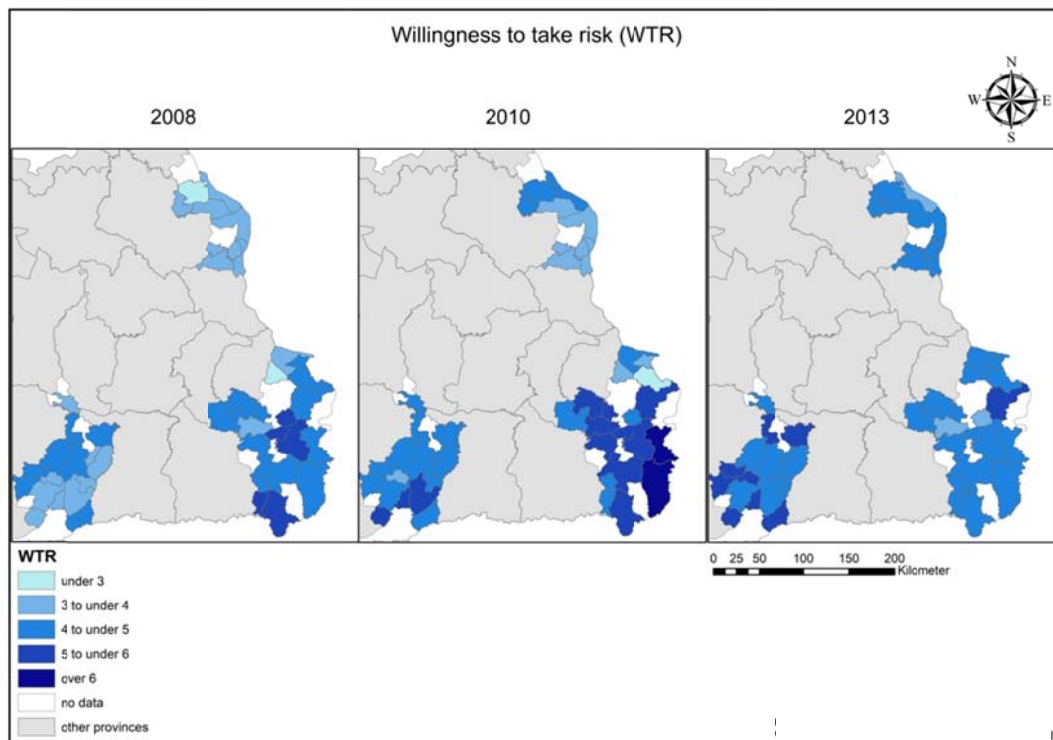 Willingness to take risk (WTR)
N
W E
S
2008 2010 2013
WTR
under 3
3 to under 4
4 to under 5
5 to under 6
over 6
no data
other provinces
0 25 50 100 150 200
Kilcmeter